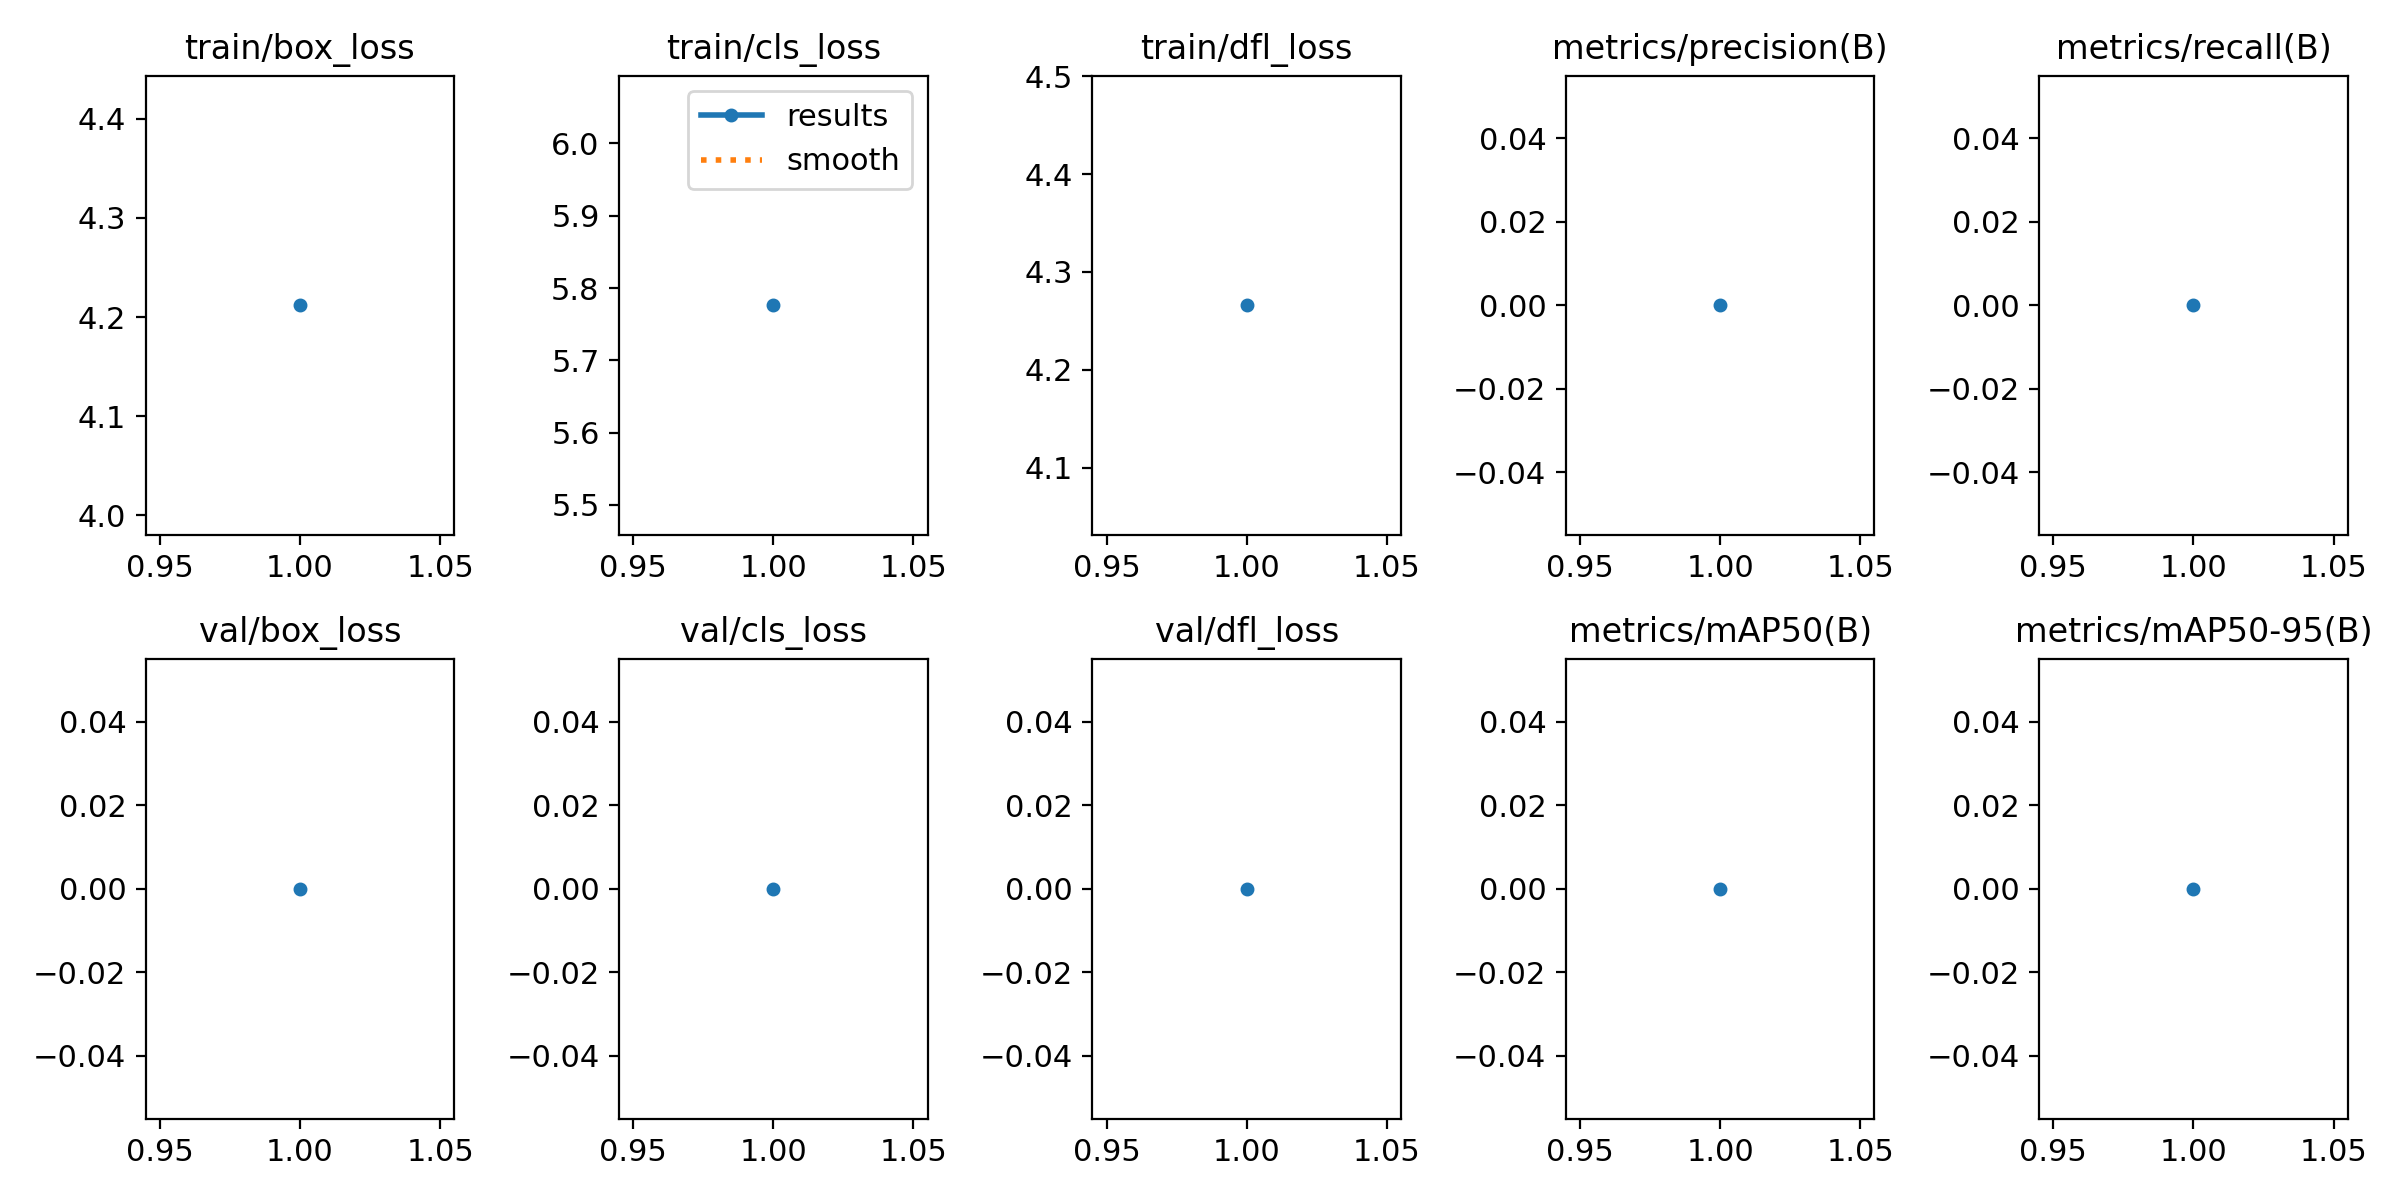 train/box_loss
4.4
4.3
4.2
4.1
4.0
0.95 1.00 1.05
train/cls_loss
results
smooth
6.0
5.9
5.8
5.7
5.6
5.5
0.95 1.00 1.05
train/dfl_loss
4.5
4.4
4.3
4.2
4.1
0.95 1.00 1.05
metrics/precision(B)
0.04
0.02
0.00
−0.02
−0.04
0.95 1.00 1.05
metrics/recall(B)
0.04
0.02
0.00
−0.02
−0.04
0.95 1.00 1.05
val/box_loss
0.04
0.02
0.00
−0.02
−0.04
0.95 1.00 1.05
val/cls_loss
0.04
0.02
0.00
−0.02
−0.04
0.95 1.00 1.05
val/dfl_loss
0.04
0.02
0.00
−0.02
−0.04
0.95 1.00 1.05
metrics/mAP50(B)
0.04
0.02
0.00
−0.02
−0.04
0.95 1.00 1.05
metrics/mAP50-95(B)
0.04
0.02
0.00
−0.02
−0.04
0.95 1.00 1.05